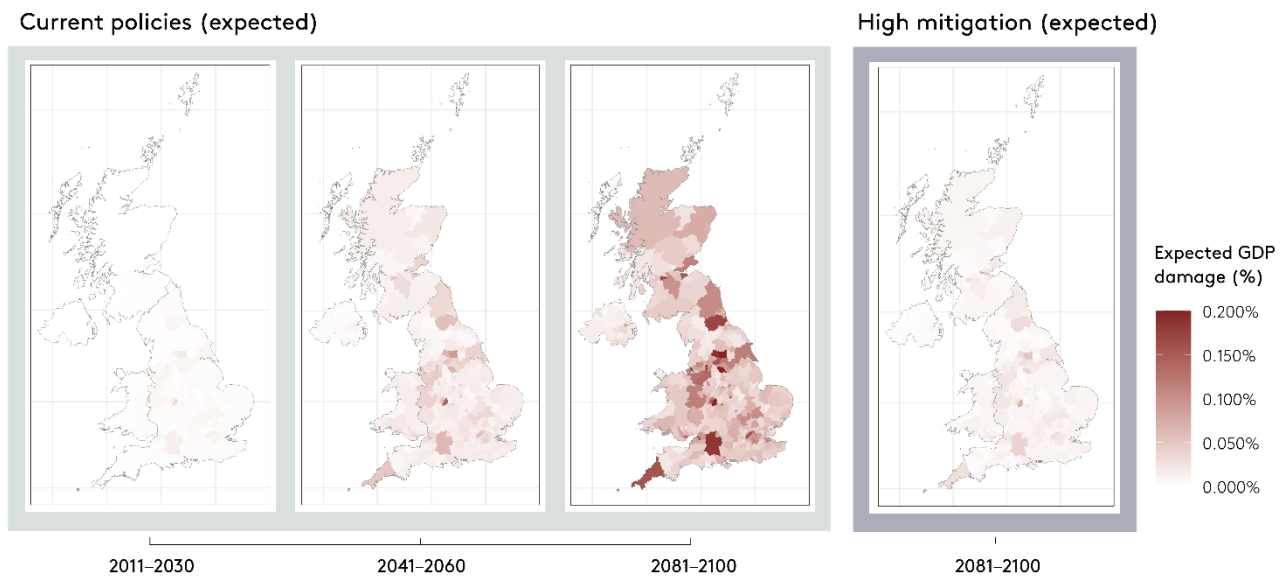 Current policies (expected)
High mitigation (expected)
Expected GDP
damage (%)
0.200%
0.150%
0.100%
0.050%
0.000%
2011–2030
2041–2060
2081–2100
2081–2100